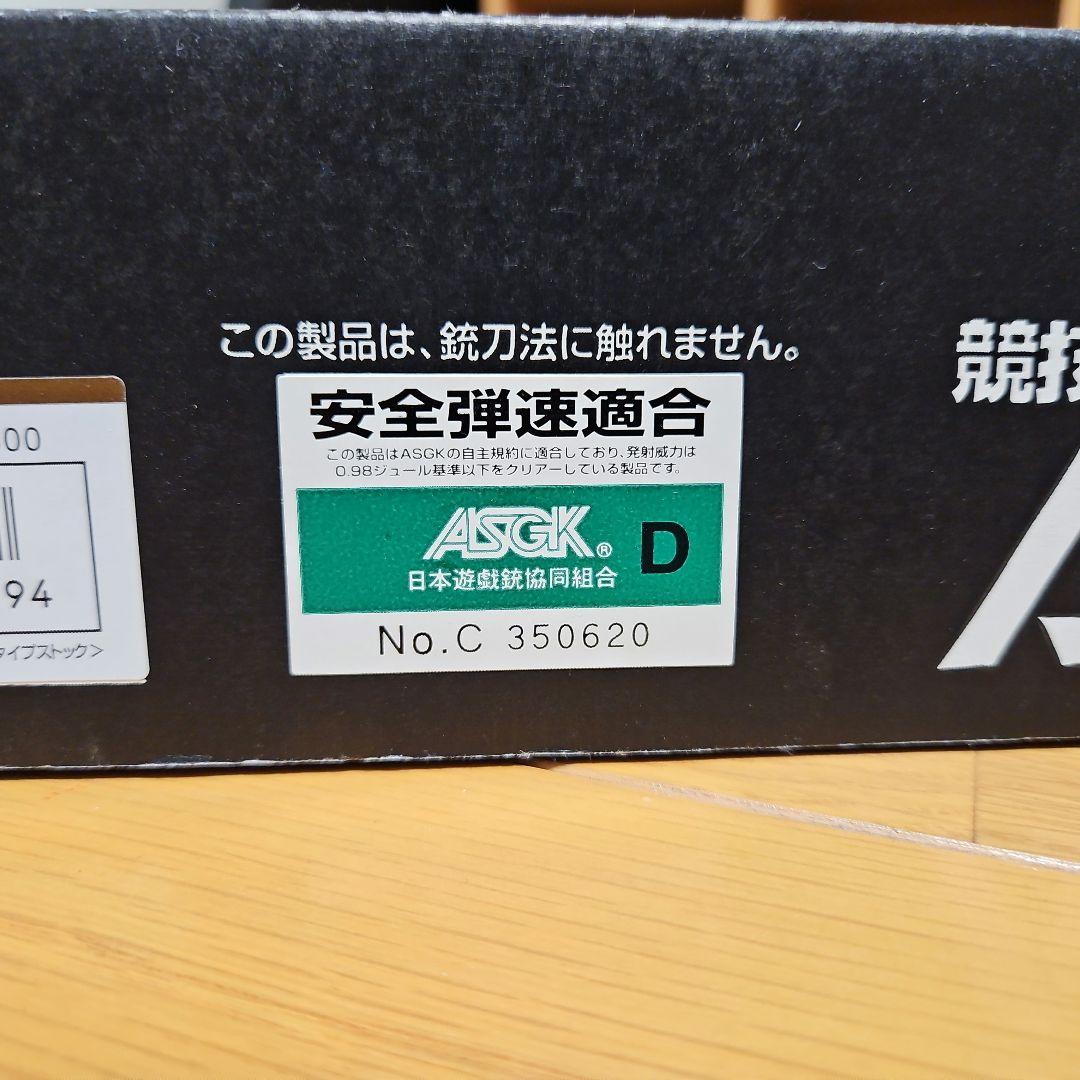 この製品は、銃刀法に触れません。
安全弾速適合
この製品はASGKの自主規約に適合しており、発射威力は
0.98ジュール基準以下をクリアーしている製品です。
ASGK® D
日本遊戯銃協同組合
No.C 350620
00
94
タイプストック>
競技